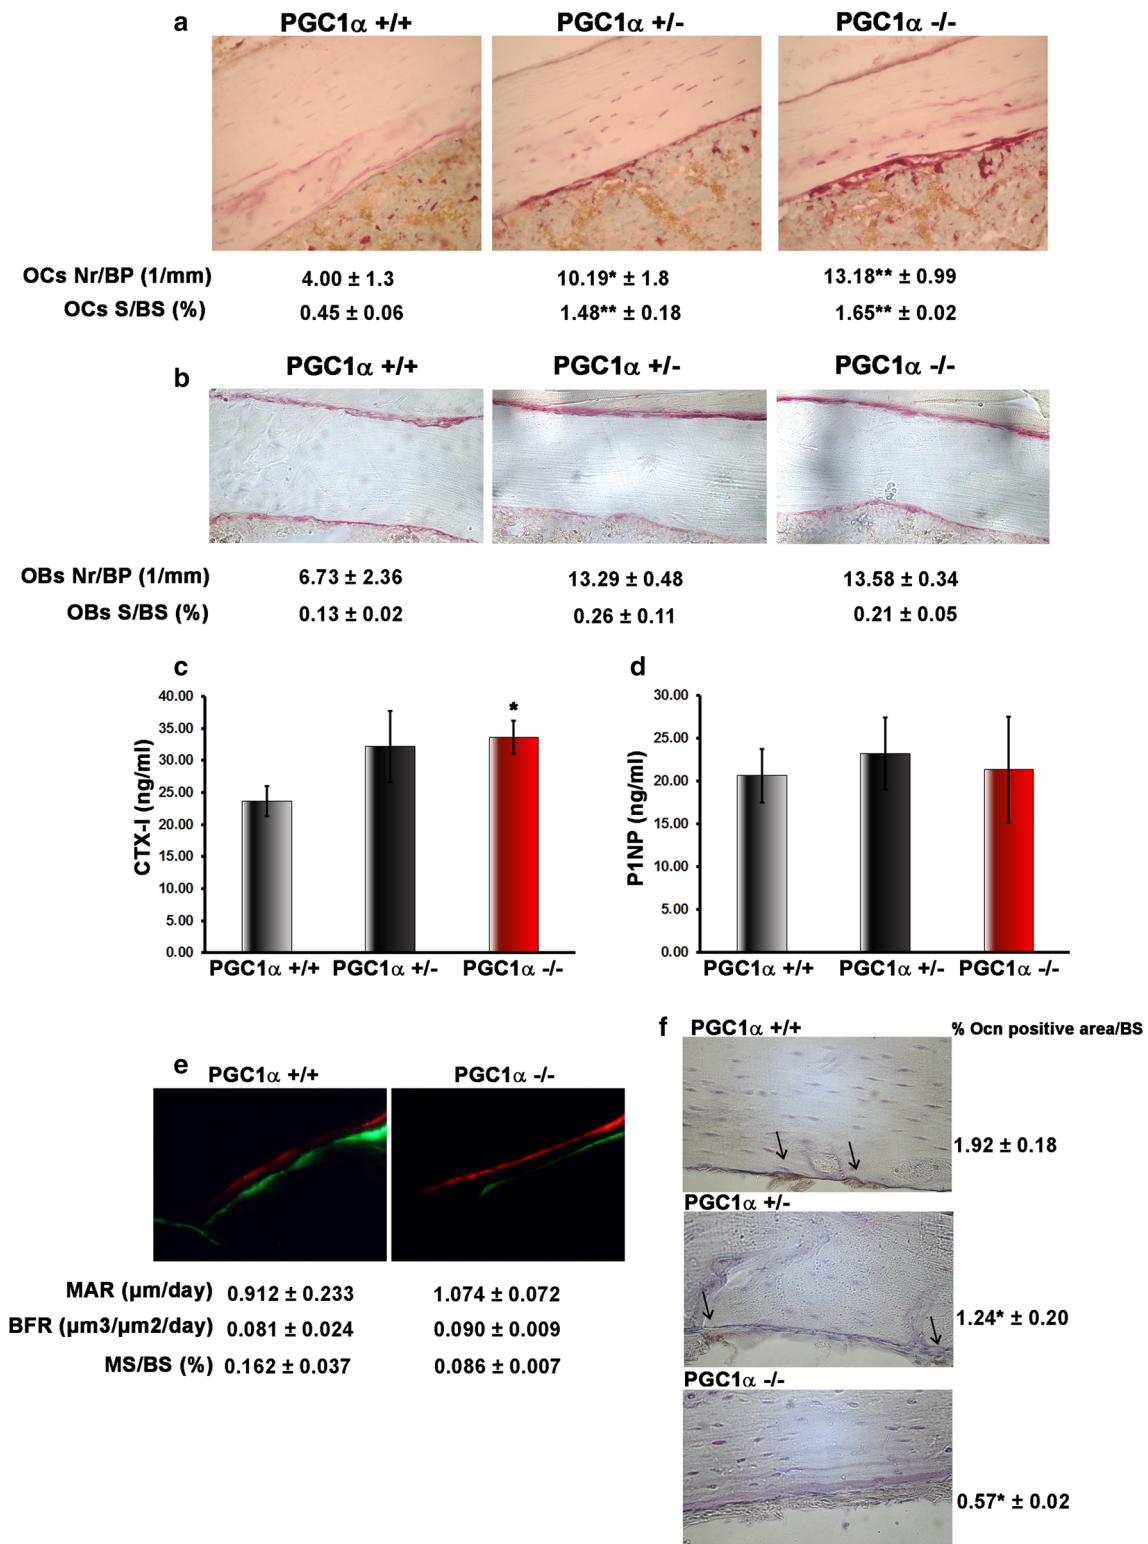 a
PGC1α +/+ PGC1α +/- PGC1α -/-
OCs Nr/BP (1/mm) 4.00 ± 1.3 10.19* ± 1.8 13.18** ± 0.99
OCs S/BS (%) 0.45 ± 0.06 1.48** ± 0.18 1.65** ± 0.02
b
PGC1α +/+ PGC1α +/- PGC1α -/-
OBs Nr/BP (1/mm) 6.73 ± 2.36 13.29 ± 0.48 13.58 ± 0.34
OBs S/BS (%) 0.13 ± 0.02 0.26 ± 0.11 0.21 ± 0.05
c
CTX-I (ng/ml)
40.00
35.00
30.00
25.00
20.00
15.00
10.00
5.00
0.00
*
PGC1α +/+ PGC1α +/- PGC1α -/-
d
P1NP (ng/ml)
30.00
25.00
20.00
15.00
10.00
5.00
0.00
PGC1α +/+ PGC1α +/- PGC1α -/-
e
PGC1α +/+ PGC1α -/-
MAR (µm/day) 0.912 ± 0.233 1.074 ± 0.072
BFR (µm3/µm2/day) 0.081 ± 0.024 0.090 ± 0.009
MS/BS (%) 0.162 ± 0.037 0.086 ± 0.007
f
PGC1α +/+ % Ocn positive area/BS
1.92 ± 0.18
PGC1α +/-
1.24* ± 0.20
PGC1α -/-
0.57* ± 0.02